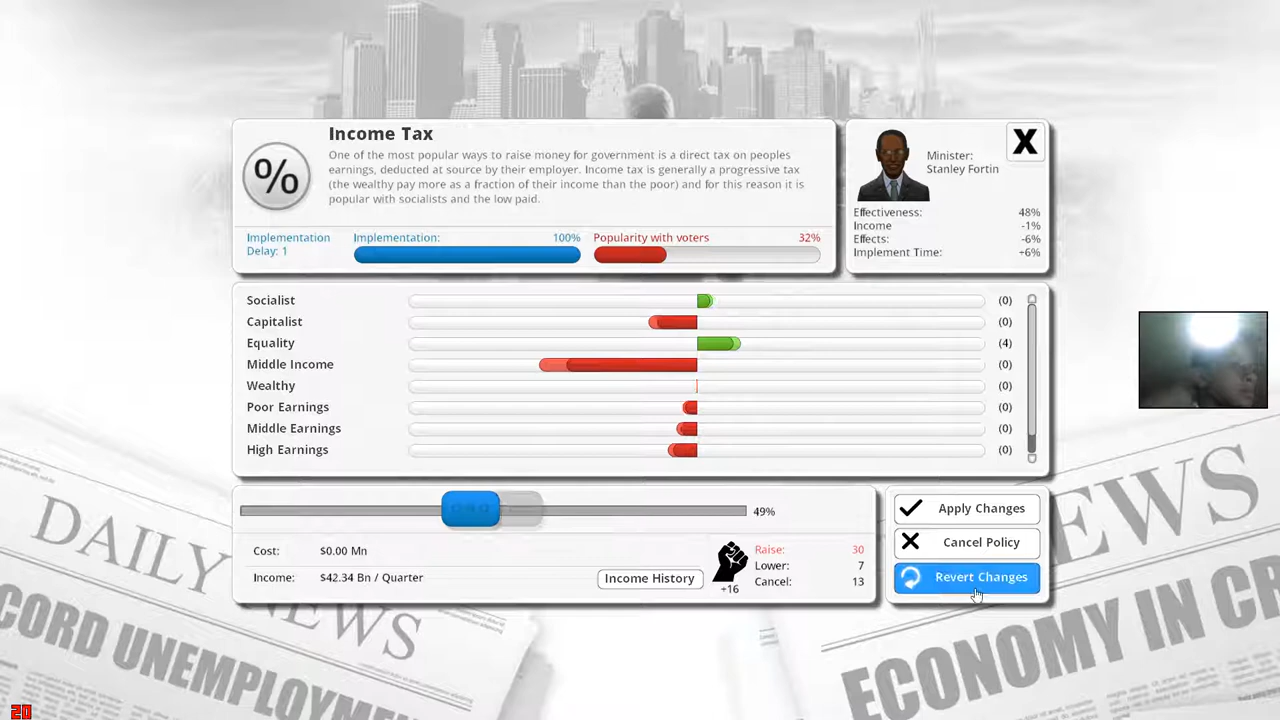 Income Tax
One of the most popular ways to raise money for government is a direct tax on peoples
earnings, deducted at source by their employer. Income tax is generally a progressive tax
(the wealthy pay more as a fraction of their income than the poor) and for this reason it is
popular with socialists and the low paid.
Implementation
Delay: 1
Implementation: 100%
Popularity with voters 32%
X
Minister:
Stanley Fortin
Effectiveness: 48%
Income -1%
Effects: -6%
Implement Time: +6%
%
Socialist (0)
Capitalist (0)
Equality (4)
Middle Income (0)
Wealthy (0)
Poor Earnings (0)
Middle Earnings (0)
High Earnings (0)
49%
Cost: $0.00 Mn
Income: $42.34 Bn / Quarter
Income History
+16
Raise: 30
Lower: 7
Cancel: 13
Apply Changes
Cancel Policy
Revert Changes
DAILY NEWS
CORD UNEMPLOYM
NEWS
ECONOMY IN CR
20